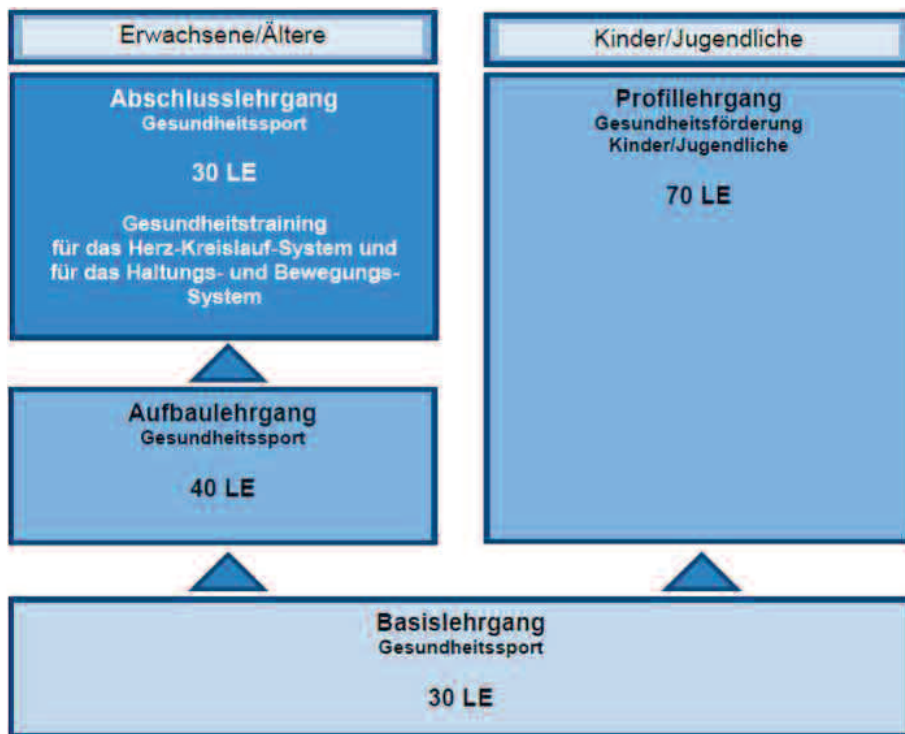 Erwachsene/Ältere
Kinder/Jugendliche
Abschlusslehrgang
Gesundheitssport
30 LE
Gesundheitstraining
für das Herz-Kreislauf-System und
für das Haltungs- und Bewegungs-
System
Profillehrgang
Gesundheitsförderung
Kinder/Jugendliche
70 LE
Aufbaulehrgang
Gesundheitssport
40 LE
Basislehrgang
Gesundheitssport
30 LE